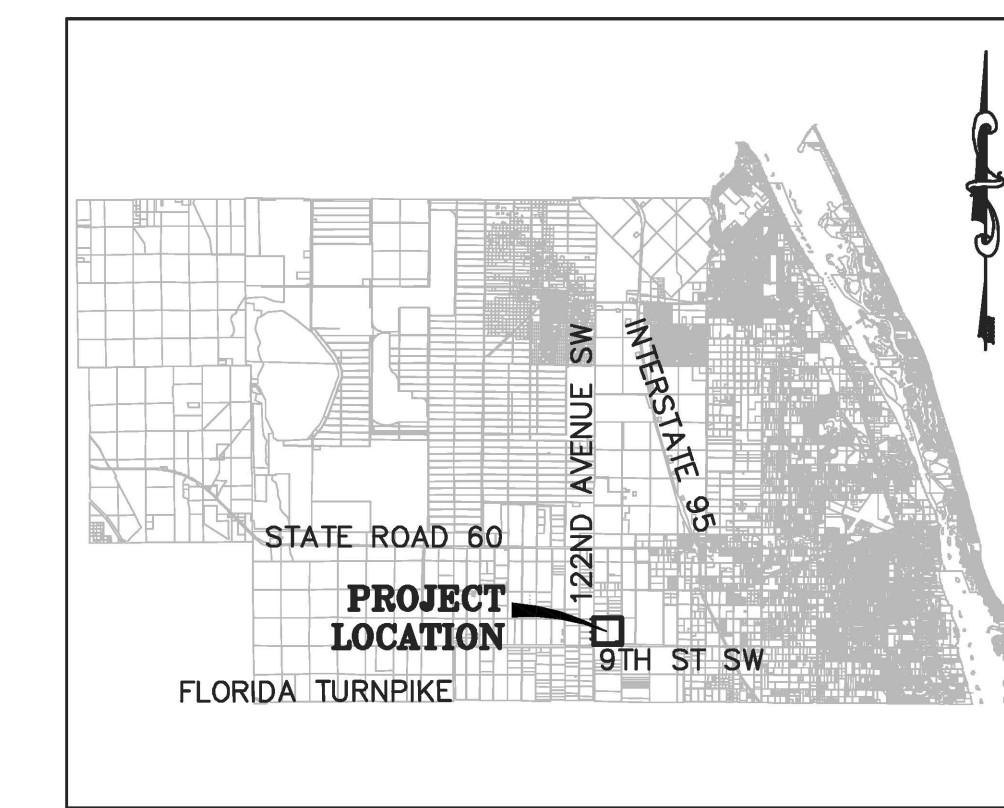 122ND AVENUE SW
INTERSTATE 95
STATE ROAD 60
PROJECT
LOCATION
9TH ST SW
FLORIDA TURNPIKE